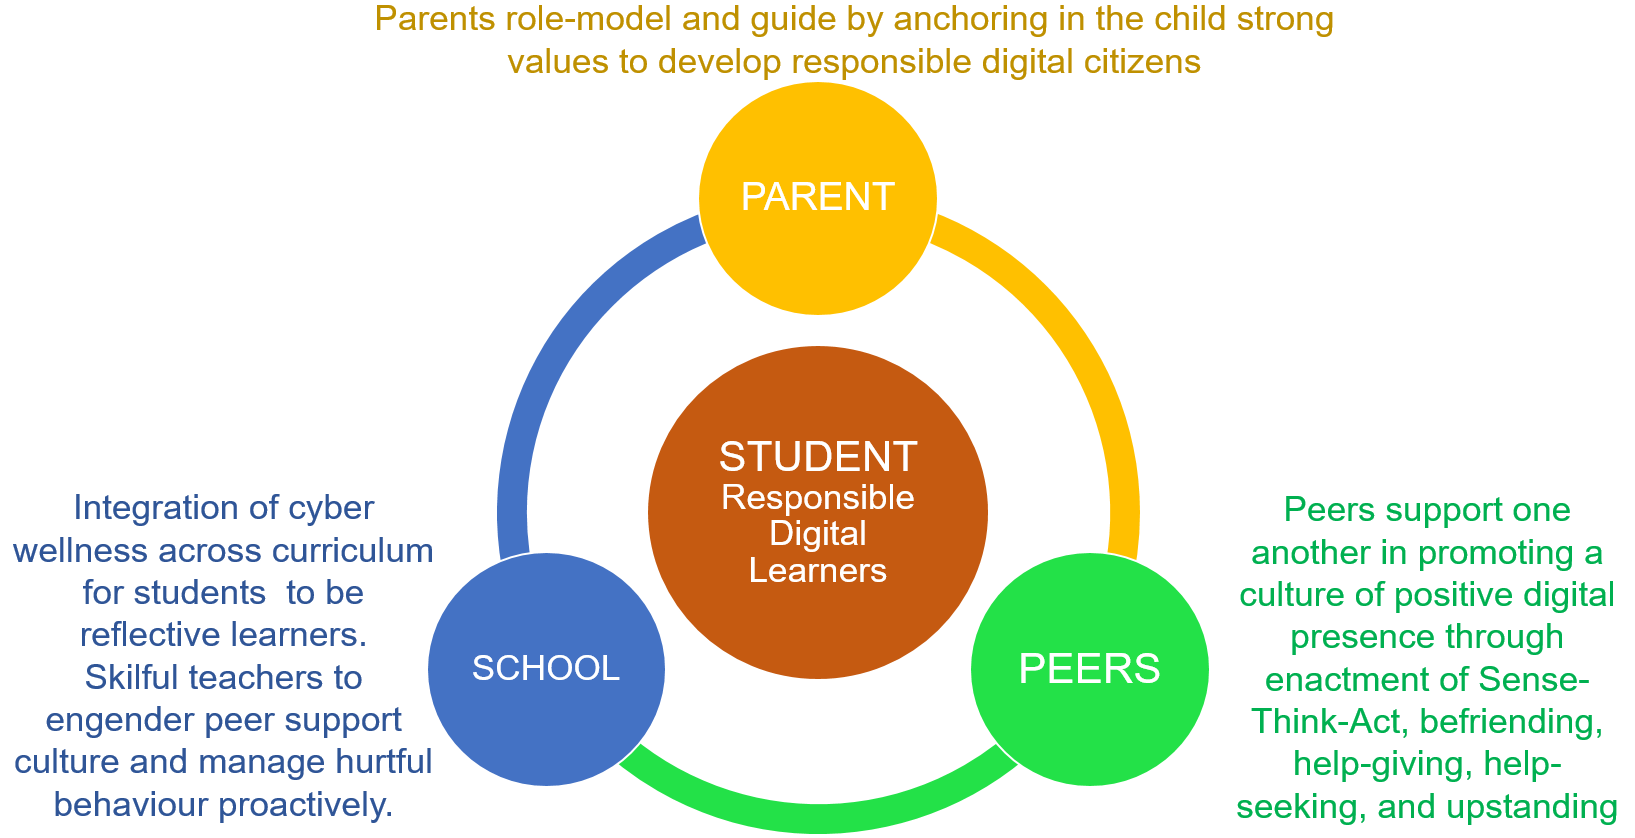 Parents role-model and guide by anchoring in the child strong
values to develop responsible digital citizens
PARENT
STUDENT
Responsible
Digital
Learners
SCHOOL
PEERS
Integration of cyber
wellness across curriculum
for students  to be
reflective learners.
Skilful teachers to
engender peer support
culture and manage hurtful
behaviour proactively.
Peers support one
another in promoting a
culture of positive digital
presence through
enactment of Sense-
Think-Act, befriending,
help-giving, help-
seeking, and upstanding